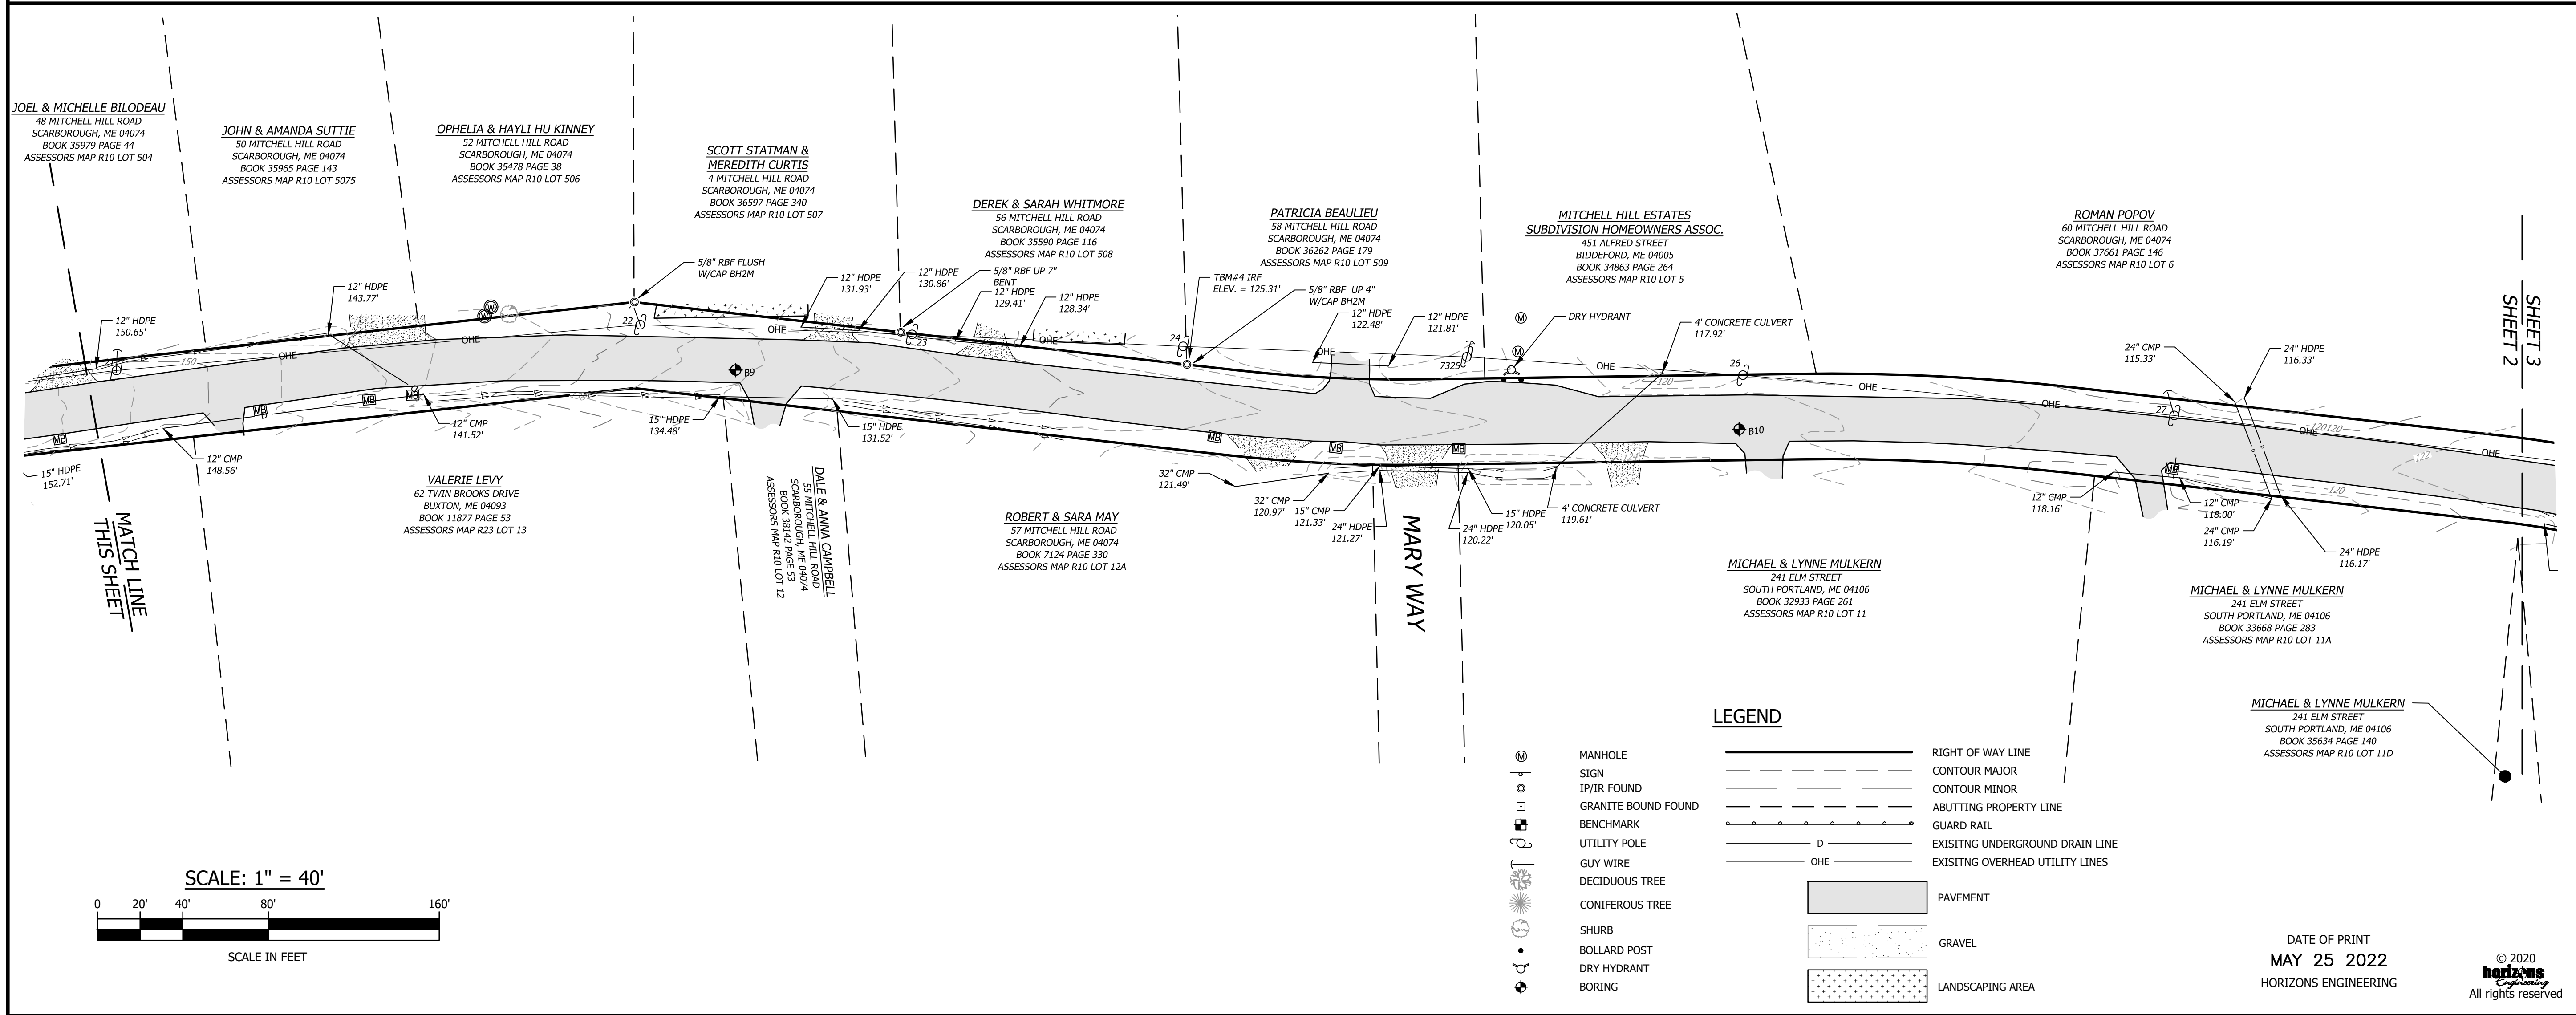 JOEL & MICHELLE BILODEAU
48 MITCHELL HILL ROAD
SCARBOROUGH, ME 04074
BOOK 35979 PAGE 44
ASSESSORS MAP R10 LOT 504
JOHN & AMANDA SUTTIE
50 MITCHELL HILL ROAD
SCARBOROUGH, ME 04074
BOOK 35965 PAGE 143
ASSESSORS MAP R10 LOT 5075
OPHELIA & HAYLI HU KINNEY
52 MITCHELL HILL ROAD
SCARBOROUGH, ME 04074
BOOK 35478 PAGE 38
ASSESSORS MAP R10 LOT 506
SCOTT STATMAN &
MEREDITH CURTIS
4 MITCHELL HILL ROAD
SCARBOROUGH, ME 04074
BOOK 36597 PAGE 340
ASSESSORS MAP R10 LOT 507
DEREK & SARAH WHITMORE
56 MITCHELL HILL ROAD
SCARBOROUGH, ME 04074
BOOK 35590 PAGE 116
ASSESSORS MAP R10 LOT 508
PATRICIA BEAULIEU
58 MITCHELL HILL ROAD
SCARBOROUGH, ME 04074
BOOK 36262 PAGE 179
ASSESSORS MAP R10 LOT 509
MITCHELL HILL ESTATES
SUBDIVISION HOMEOWNERS ASSOC.
451 ALFRED STREET
BIDDEFORD, ME 04005
BOOK 34863 PAGE 264
ASSESSORS MAP R10 LOT 5
ROMAN POPOV
60 MITCHELL HILL ROAD
SCARBOROUGH, ME 04074
BOOK 37661 PAGE 146
ASSESSORS MAP R10 LOT 6
SHEET 3
SHEET 2
12" HDPE
150.65'
12" HDPE
143.77'
5/8" RBF FLUSH
W/CAP BH2M
12" HDPE
131.93'
12" HDPE
130.86'
5/8" RBF UP 7"
BENT
12" HDPE
129.41'
12" HDPE
128.34'
TBM#4 IRF
ELEV. = 125.31'
5/8" RBF UP 4"
W/CAP BH2M
12" HDPE
122.48'
12" HDPE
121.81'
DRY HYDRANT
4' CONCRETE CULVERT
117.92'
24" CMP
115.33'
24" HDPE
116.33'
W
W
M
M
22
23
24
7325
26
27
150
120
120
120
122
120
OHE
OHE
OHE
OHE
OHE
OHE
OHE
OHE
OHE
OHE
B9
B10
MB
MB
MB
MB
MB
MB
MB
MB
15" HDPE
152.71'
12" CMP
148.56'
12" CMP
141.52'
15" HDPE
134.48'
15" HDPE
131.52'
32" CMP
121.49'
32" CMP
120.97'
15" CMP
121.33'
24" HDPE
121.27'
24" HDPE
120.22'
15" HDPE
120.05'
4' CONCRETE CULVERT
119.61'
12" CMP
118.16'
12" CMP
118.00'
24" CMP
116.19'
24" HDPE
116.17'
MATCH LINE
THIS SHEET
VALERIE LEVY
62 TWIN BROOKS DRIVE
BUXTON, ME 04093
BOOK 11877 PAGE 53
ASSESSORS MAP R23 LOT 13
DALE & ANNA CAMPBELL
55 MITCHELL HILL ROAD
SCARBOROUGH, ME 04074
BOOK 38142 PAGE 53
ASSESSORS MAP R10 LOT 12
ROBERT & SARA MAY
57 MITCHELL HILL ROAD
SCARBOROUGH, ME 04074
BOOK 7124 PAGE 330
ASSESSORS MAP R10 LOT 12A
MARY WAY
MICHAEL & LYNNE MULKERN
241 ELM STREET
SOUTH PORTLAND, ME 04106
BOOK 32933 PAGE 261
ASSESSORS MAP R10 LOT 11
MICHAEL & LYNNE MULKERN
241 ELM STREET
SOUTH PORTLAND, ME 04106
BOOK 33668 PAGE 283
ASSESSORS MAP R10 LOT 11A
MICHAEL & LYNNE MULKERN
241 ELM STREET
SOUTH PORTLAND, ME 04106
BOOK 35634 PAGE 140
ASSESSORS MAP R10 LOT 11D
LEGEND
M MANHOLE
SIGN
IP/IR FOUND
GRANITE BOUND FOUND
BENCHMARK
UTILITY POLE
GUY WIRE
DECIDUOUS TREE
CONIFEROUS TREE
SHURB
BOLLARD POST
DRY HYDRANT
BORING
RIGHT OF WAY LINE
CONTOUR MAJOR
CONTOUR MINOR
ABUTTING PROPERTY LINE
GUARD RAIL
D EXISITNG UNDERGROUND DRAIN LINE
OHE EXISITNG OVERHEAD UTILITY LINES
PAVEMENT
GRAVEL
LANDSCAPING AREA
SCALE: 1" = 40'
0 20' 40' 80' 160'
SCALE IN FEET
DATE OF PRINT
MAY 25 2022
HORIZONS ENGINEERING
© 2020
horizons
Engineering
All rights reserved